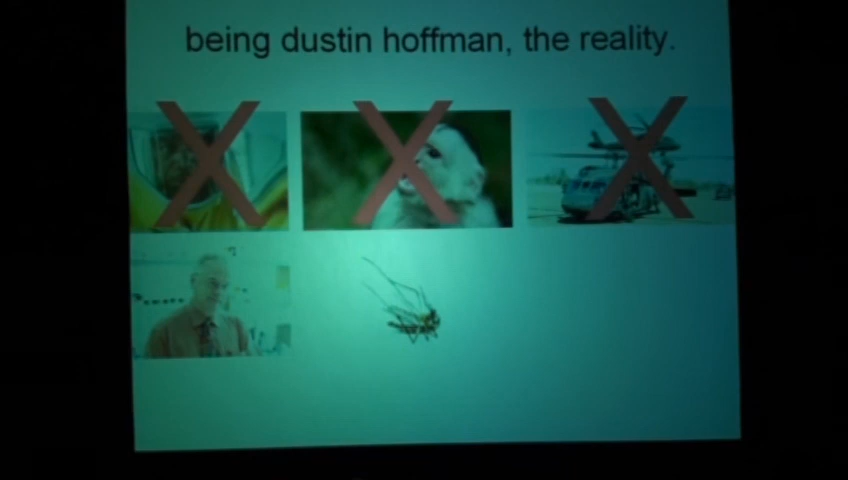 being dustin hoffman, the reality.